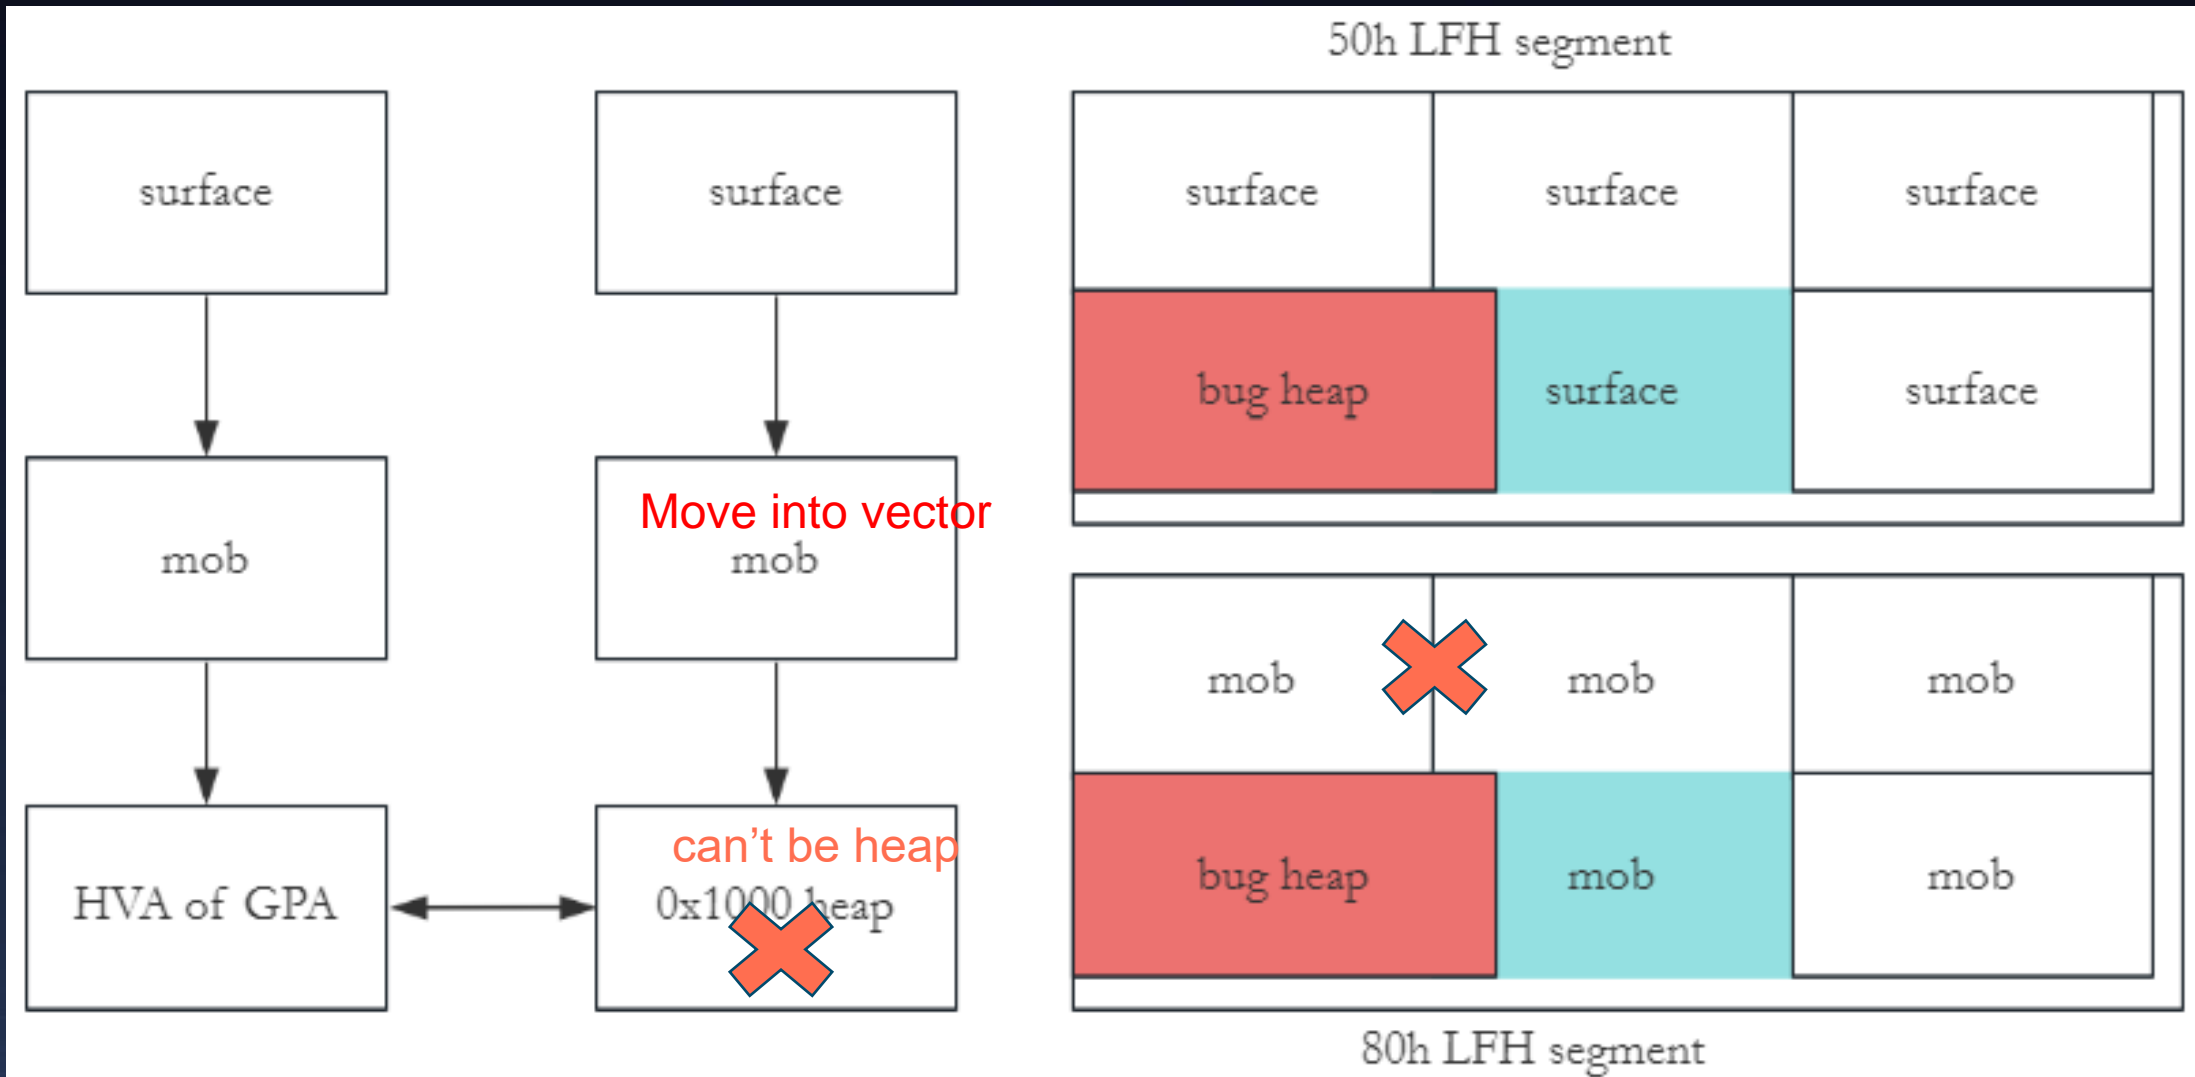 50h LFH segment
surface
surface
surface
surface
surface
bug heap
surface
surface
Move into vector
mob
mob
mob
mob
mob
can't be heap
HVA of GPA
0x1000 heap
bug heap
mob
mob
80h LFH segment